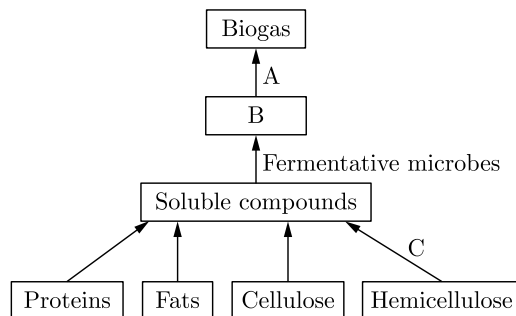 Biogas
A
B
Fermentative microbes
Soluble compounds
C
Proteins Fats Cellulose Hemicellulose